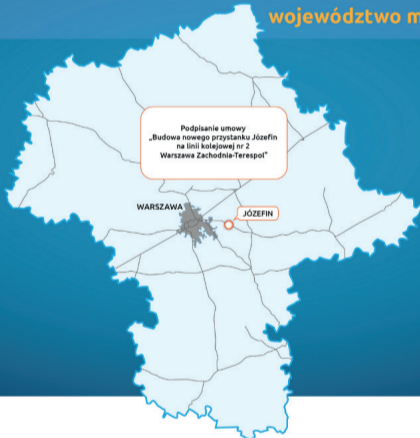 województwo m
Podpisanie umowy
„Budowa nowego przystanku Józefin
na linii kolejowej nr 2
Warszawa Zachodnia-Terespol"
WARSZAWA
JÓZEFIN